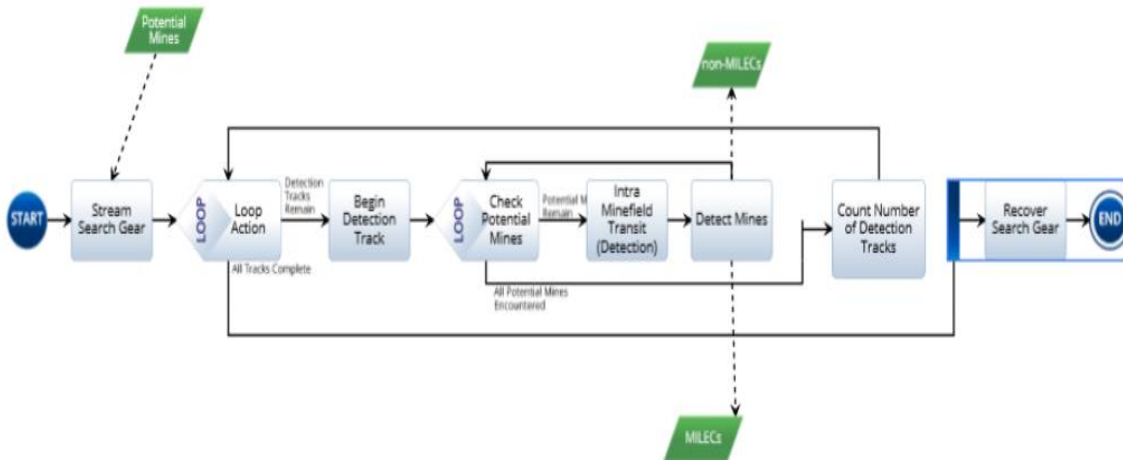 Potential
Mines
non-MILECs
START
Stream
Search Gear
LOOP
Loop
Action
Detection
Tracks
Remain
All Tracks Complete
Begin
Detection
Track
LOOP
Check
Potential
Mines
Potential M
Remain
All Potential Mines
Encountered
Intra
Minefield
Transit
(Detection)
Detect Mines
Count Number
of Detection
Tracks
Recover
Search Gear
END
MILECs